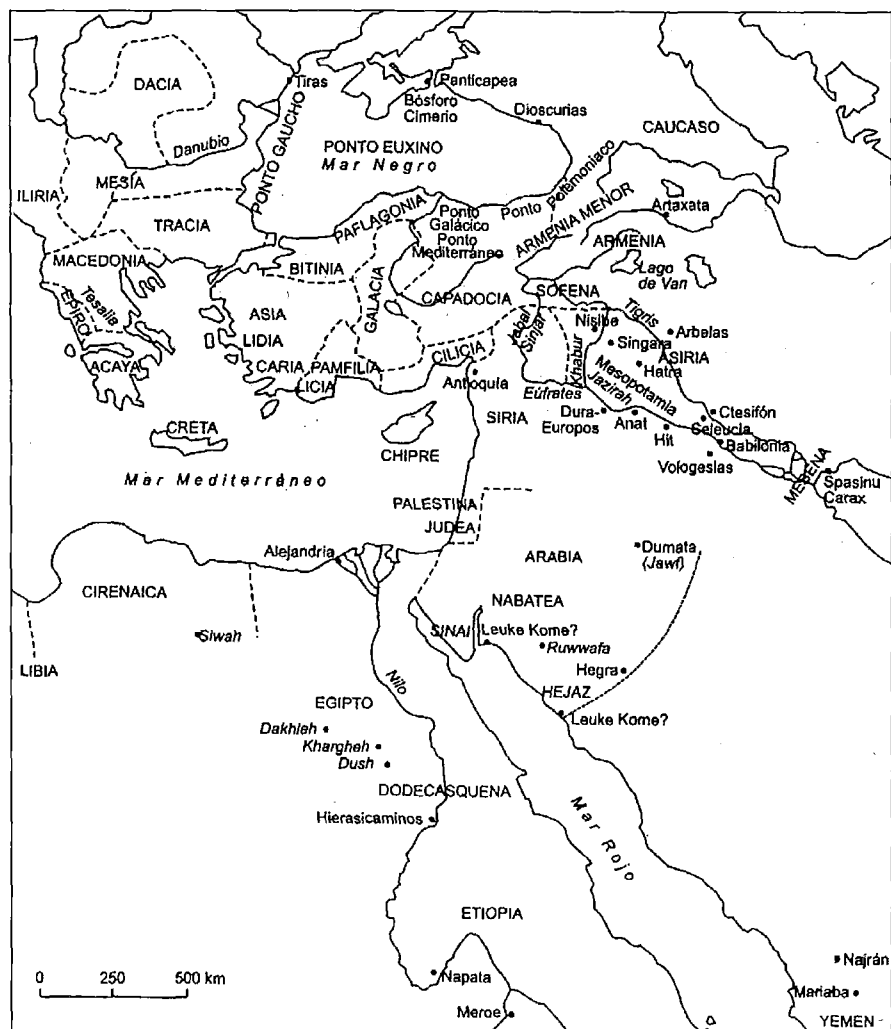 DACIA
Tiras
Panticapea
Bósforo
Cimerio
Dioscurias
CAUCASO
Danubio
PONTO GAUCHO
PONTO EUXINO
Mar Negro
ILIRIA
MESIA
TRACIA
PAFLAGONIA
Ponto
Galácico
Ponto
Mediterráneo
Ponto
Polemoniaco
ARMENIA MENOR
Artaxata
ARMENIA
Lago
de Van
MACEDONIA
BITINIA
GALACIA
CAPADOCIA
SOFENA
EPIRO
Tesalia
ASIA
LIDIA
ACAYA
CARIA
LICIA
PAMFILIA
CILICIA
Yabal
Sinjar
Khabur
Nisibe
Tigris
Arbelas
Singara
ASIRIA
Hatra
Mesopotamia
Jazirah
Antioquía
SIRIA
Eufrates
Dura-
Europos
Anat
Hit
Ctesifón
Seleucia
Babilonia
Vologesias
MESENA
Spasinu
Carax
CRETA
CHIPRE
Mar Mediterráneo
PALESTINA
JUDEA
Alejandría
ARABIA
Dumata
(Jawf)
CIRENAICA
NABATEA
SINAI
Leuke Kome?
Ruwwafa
Siwah
LIBIA
Hegra
HEJAZ
Leuke Kome?
Nilo
EGIPTO
Dakhleh
Khargheh
Dush
DODECASQUENA
Hierasicaminos
Mar Rojo
ETIOPIA
0 250 500 km
Napata
Meroe
Najrán
Mariaba
YEMEN